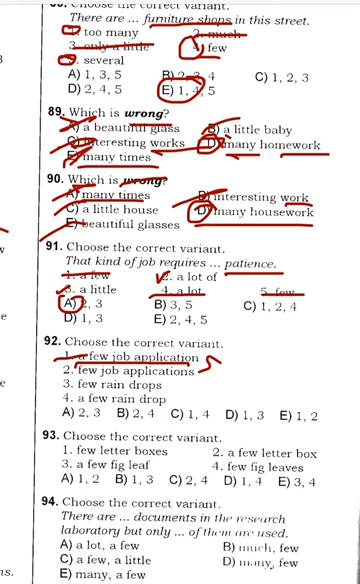 Choose the correct variant.
There are ... furniture shops in this street.
1. too many 2. much
3. only a little 4. few
5. several
A) 1, 3, 5 B) 2, 3, 4 C) 1, 2, 3
D) 2, 4, 5 E) 1, 4, 5
89. Which is wrong?
A) a beautiful glass B) a little baby
C) interesting works D) many homework
E) many times
90. Which is wrong?
A) many times B) interesting work
C) a little house D) many housework
E) beautiful glasses
91. Choose the correct variant.
That kind of job requires ... patience.
1. a few 2. a lot of
3. a little 4. a lot 5. few
A) 2, 3 B) 3, 5 C) 1, 2, 4
D) 1, 3 E) 2, 4, 5
92. Choose the correct variant.
1. a few job application
2. few job applications
3. few rain drops
4. a few rain drop
A) 2, 3 B) 2, 4 C) 1, 4 D) 1, 3 E) 1, 2
93. Choose the correct variant.
1. few letter boxes 2. a few letter box
3. a few fig leaf 4. few fig leaves
A) 1, 2 B) 1, 3 C) 2, 4 D) 1, 4 E) 3, 4
94. Choose the correct variant.
There are ... documents in the research
laboratory but only ... of them are used.
A) a lot, a few B) much, few
C) a few, a little D) many, few
E) many, a few
ns.